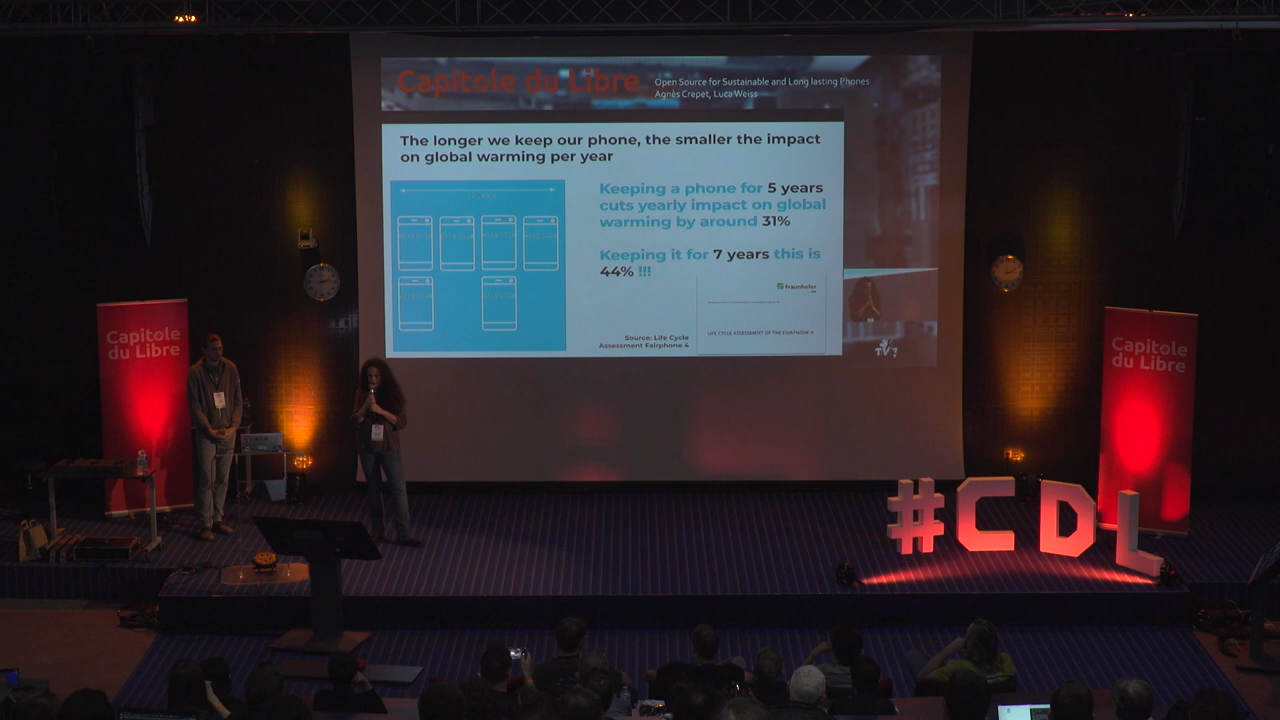 Capitole du Libre
Open Source for Sustainable and Long lasting Phones
Agnès Crepet, Luca Weiss
The longer we keep our phone, the smaller the impact
on global warming per year
Keeping a phone for 5 years
cuts yearly impact on global
warming by around 31%
Keeping it for 7 years this is
44% !!!
Fraunhofer
LIFE CYCLE ASSESSMENT OF THE FAIRPHONE 4
Source: Life Cycle
Assessment Fairphone 4
Capitole
du Libre
Capitole
du Libre
#CDL